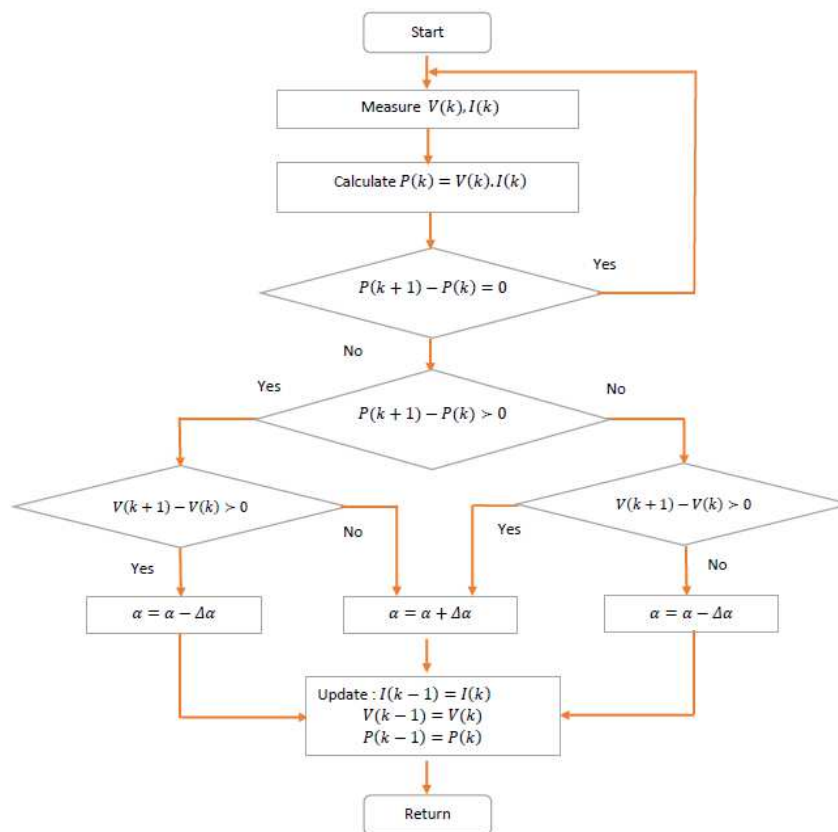 Start
Measure V(k), I(k)
Calculate P(k) = V(k). I(k)
Yes
P(k + 1) − P(k) = 0
No
Yes
No
P(k + 1) − P(k) ≻ 0
V(k + 1) − V(k) ≻ 0
V(k + 1) − V(k) ≻ 0
No
Yes
Yes
No
α = α − Δα
α = α + Δα
α = α − Δα
Update : I(k − 1) = I(k)
V(k − 1) = V(k)
P(k − 1) = P(k)
Return